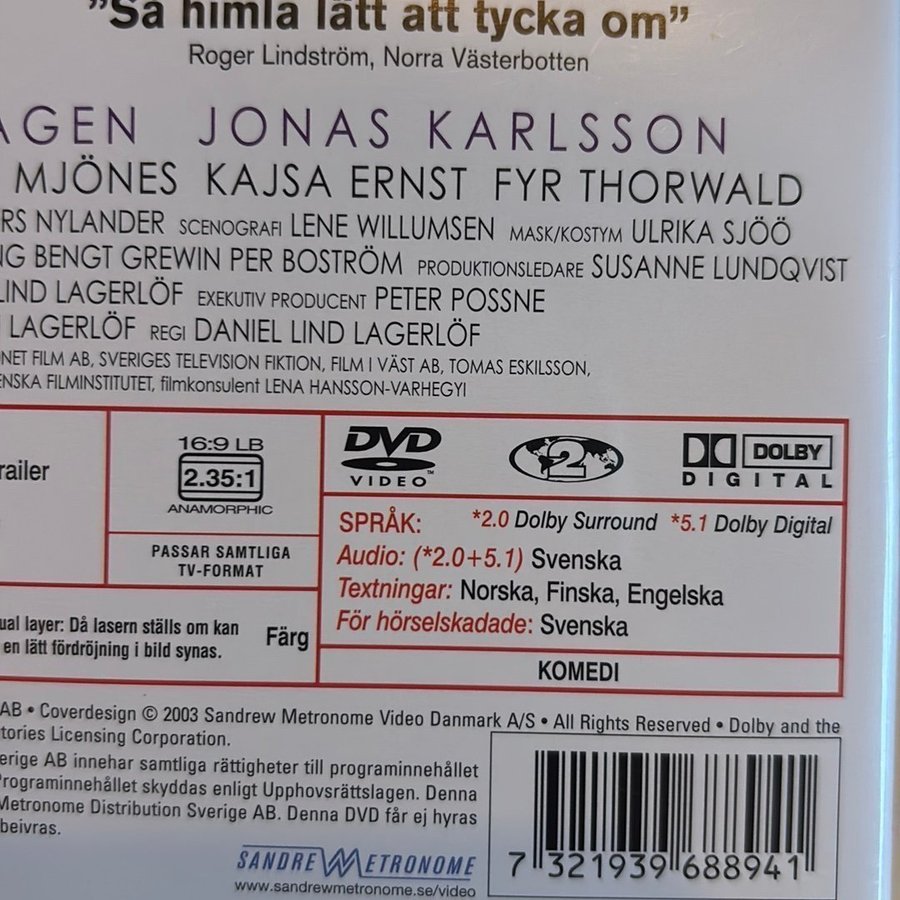 ”Så himla lätt att tycka om”
Roger Lindström, Norra Västerbotten
AGEN JONAS KARLSSON
MJÖNES KAJSA ERNST FYR THORWALD
RS NYLANDER SCENOGRAFI LENE WILLUMSEN MASK/KOSTYM ULRIKA SJÖÖ
NG BENGT GREWIN PER BOSTRÖM PRODUKTIONSLEDARE SUSANNE LUNDQVIST
LIND LAGERLÖF EXEKUTIV PRODUCENT PETER POSSNE
LAGERLÖF REGI DANIEL LIND LAGERLÖF
NET FILM AB, SVERIGES TELEVISION FIKTION, FILM I VÄST AB, TOMAS ESKILSSON,
ENSKA FILMINSTITUTET, filmkonsulent LENA HANSSON-VARHEGYI
railer
16:9 LB
2.35:1
ANAMORPHIC
PASSAR SAMTLIGA
TV-FORMAT
DVD
VIDEO™
2
DOLBY
DIGITAL
SPRÅK: *2.0 Dolby Surround *5.1 Dolby Digital
Audio: (*2.0+5.1) Svenska
Textningar: Norska, Finska, Engelska
För hörselskadade: Svenska
KOMEDI
ual layer: Då lasern ställs om kan
en lätt fördröjning i bild synas.
Färg
AB • Coverdesign © 2003 Sandrew Metronome Video Danmark A/S • All Rights Reserved • Dolby and the
tories Licensing Corporation.
erige AB innehar samtliga rättigheter till programinnehållet
Programinnehållet skyddas enligt Upphovsrättslagen. Denna
Metronome Distribution Sverige AB. Denna DVD får ej hyras
beivras.
SANDREW METRONOME
www.sandrewmetronome.se/video
7 321939 688941